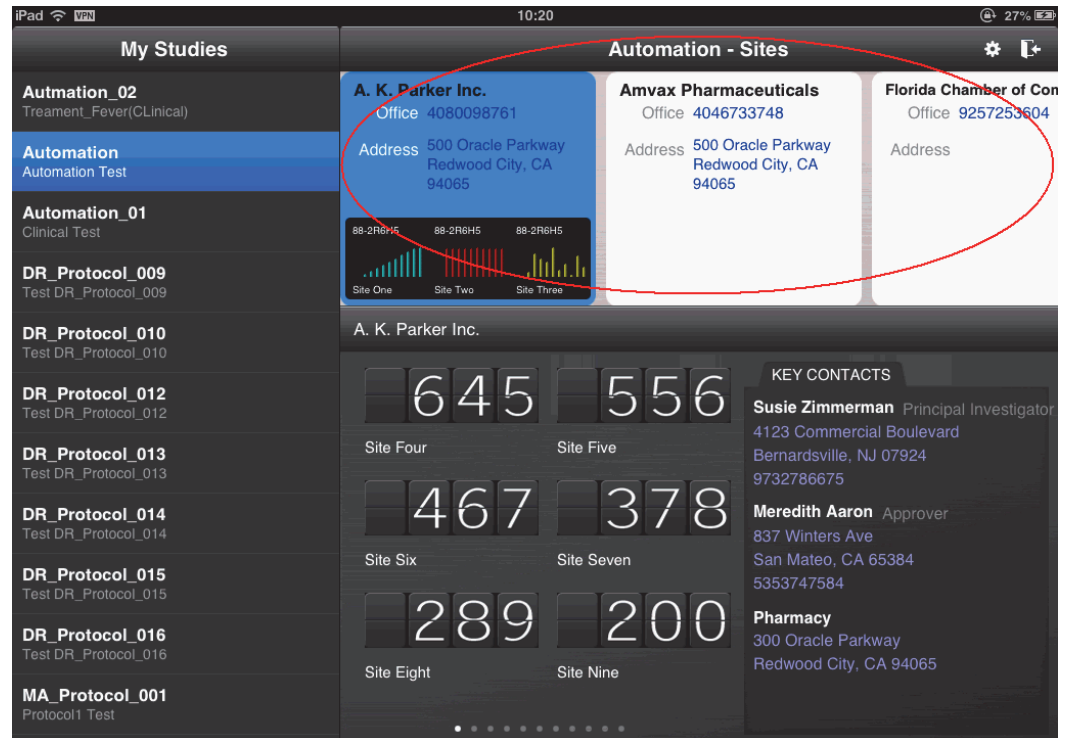 iPad VPN 10:20 27%
My Studies
Automation - Sites
Autmation_02
Treament_Fever(CLinical)
Automation
Automation Test
Automation_01
Clinical Test
DR_Protocol_009
Test DR_Protocol_009
DR_Protocol_010
Test DR_Protocol_010
DR_Protocol_012
Test DR_Protocol_012
DR_Protocol_013
Test DR_Protocol_013
DR_Protocol_014
Test DR_Protocol_014
DR_Protocol_015
Test DR_Protocol_015
DR_Protocol_016
Test DR_Protocol_016
MA_Protocol_001
Protocol1 Test
A. K. Parker Inc.
Office 4080098761
Address 500 Oracle Parkway
Redwood City, CA
94065
88-2R6H5 88-2R6H5 88-2R6H5
Site One Site Two Site Three
Amvax Pharmaceuticals
Office 4046733748
Address 500 Oracle Parkway
Redwood City, CA
94065
Florida Chamber of Com
Office 9257253604
Address
A. K. Parker Inc.
645 556
Site Four Site Five
467 378
Site Six Site Seven
289 200
Site Eight Site Nine
KEY CONTACTS
Susie Zimmerman Principal Investigator
4123 Commercial Boulevard
Bernardsville, NJ 07924
9732786675
Meredith Aaron Approver
837 Winters Ave
San Mateo, CA 65384
5353747584
Pharmacy
300 Oracle Parkway
Redwood City, CA 94065